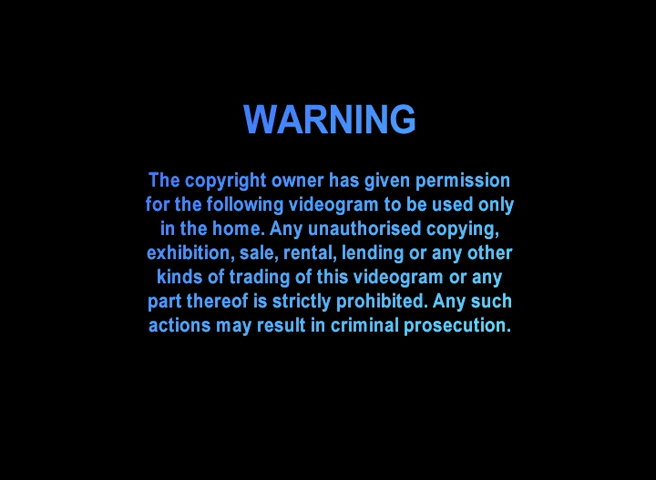 WARNING
The copyright owner has given permission
for the following videogram to be used only
in the home. Any unauthorised copying,
exhibition, sale, rental, lending or any other
kinds of trading of this videogram or any
part thereof is strictly prohibited. Any such
actions may result in criminal prosecution.